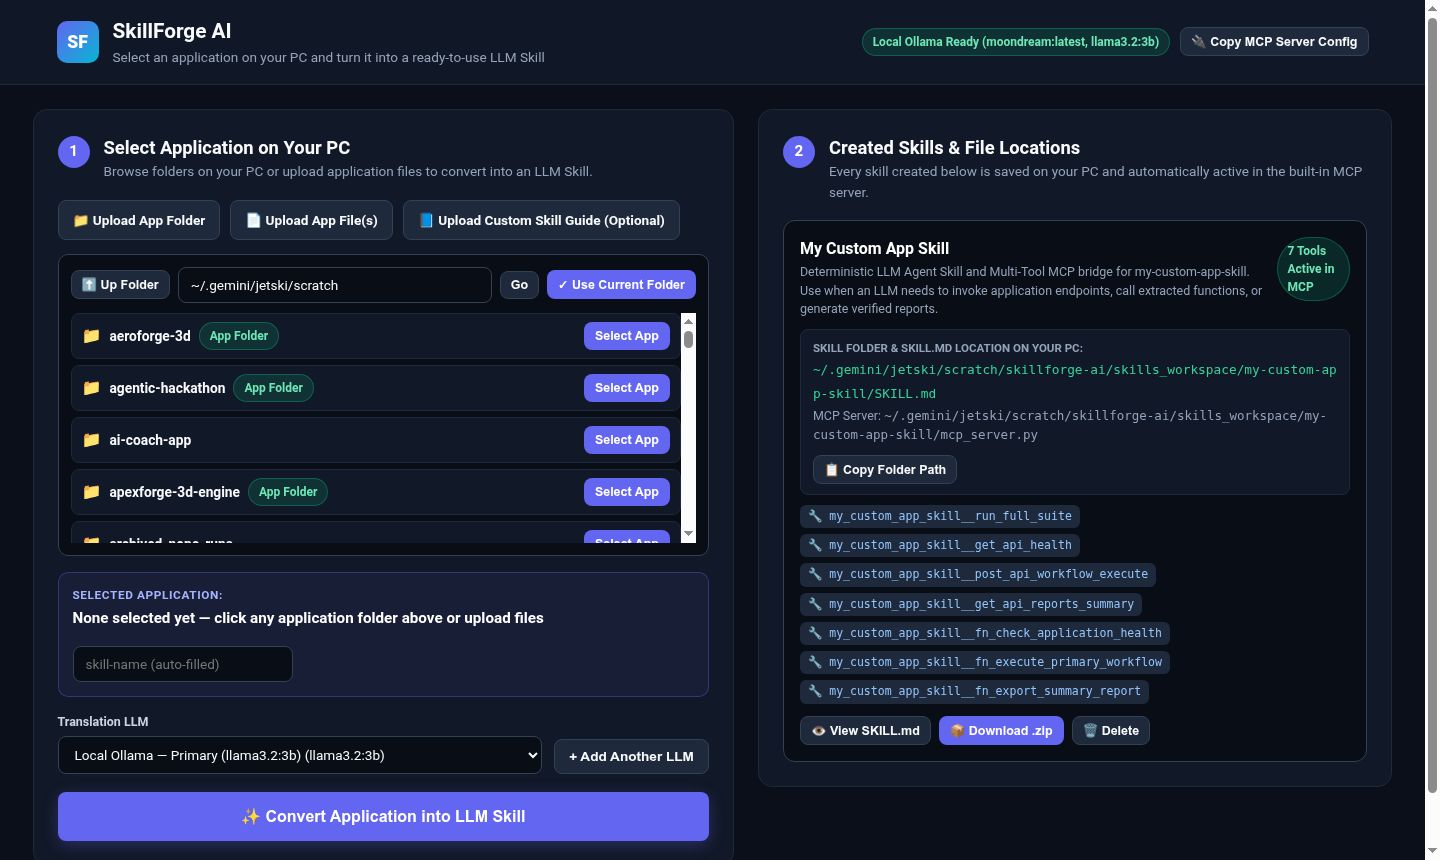 SF
SkillForge AI
Select an application on your PC and turn it into a ready-to-use LLM Skill
Local Ollama Ready (moondream:latest, llama3.2:3b)
Copy MCP Server Config
1
Select Application on Your PC
Browse folders on your PC or upload application files to convert into an LLM Skill.
Upload App Folder
Upload App File(s)
Upload Custom Skill Guide (Optional)
Up Folder
~/.gemini/jetski/scratch
Go
✓ Use Current Folder
aeroforge-3d
App Folder
Select App
agentic-hackathon
App Folder
Select App
ai-coach-app
Select App
apexforge-3d-engine
App Folder
Select App
Select App
SELECTED APPLICATION:
None selected yet — click any application folder above or upload files
skill-name (auto-filled)
Translation LLM
Local Ollama — Primary (llama3.2:3b) (llama3.2:3b)
+ Add Another LLM
✨ Convert Application into LLM Skill
2
Created Skills & File Locations
Every skill created below is saved on your PC and automatically active in the built-in MCP
server.
My Custom App Skill
Deterministic LLM Agent Skill and Multi-Tool MCP bridge for my-custom-app-skill.
Use when an LLM needs to invoke application endpoints, call extracted functions, or
generate verified reports.
7 Tools
Active in
MCP
SKILL FOLDER & SKILL.MD LOCATION ON YOUR PC:
~/.gemini/jetski/scratch/skillforge-ai/skills_workspace/my-custom-ap
p-skill/SKILL.md
MCP Server: ~/.gemini/jetski/scratch/skillforge-ai/skills_workspace/my-
custom-app-skill/mcp_server.py
Copy Folder Path
my_custom_app_skill__run_full_suite
my_custom_app_skill__get_api_health
my_custom_app_skill__post_api_workflow_execute
my_custom_app_skill__get_api_reports_summary
my_custom_app_skill__fn_check_application_health
my_custom_app_skill__fn_execute_primary_workflow
my_custom_app_skill__fn_export_summary_report
View SKILL.md
Download .zip
Delete